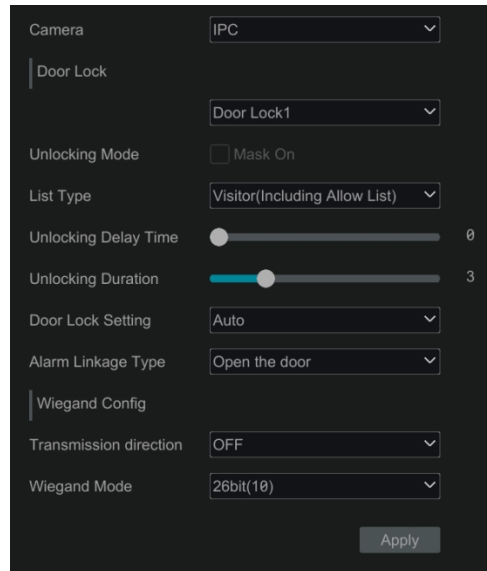 Camera IPC
Door Lock
Door Lock1
Unlocking Mode Mask On
List Type Visitor(Including Allow List)
Unlocking Delay Time 0
Unlocking Duration 3
Door Lock Setting Auto
Alarm Linkage Type Open the door
Wiegand Config
Transmission direction OFF
Wiegand Mode 26bit(10)
Apply